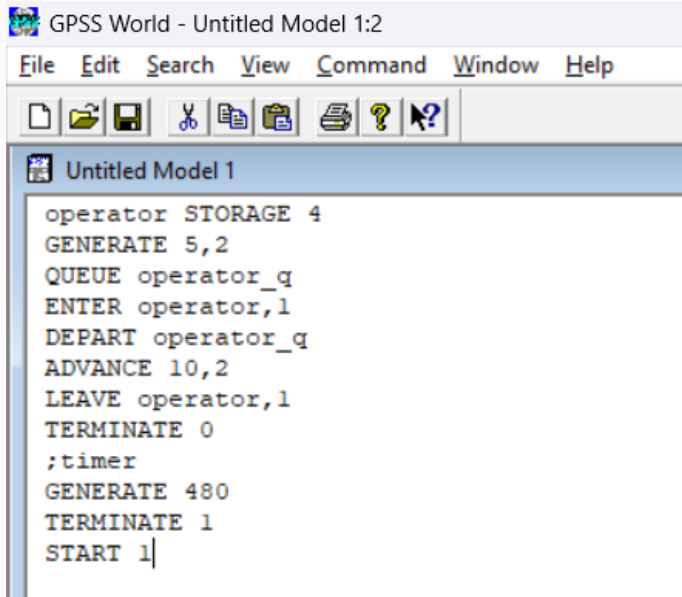 GPSS World - Untitled Model 1:2
File Edit Search View Command Window Help
Untitled Model 1
operator STORAGE 4
GENERATE 5,2
QUEUE operator_q
ENTER operator,1
DEPART operator_q
ADVANCE 10,2
LEAVE operator,1
TERMINATE 0
;timer
GENERATE 480
TERMINATE 1
START 1